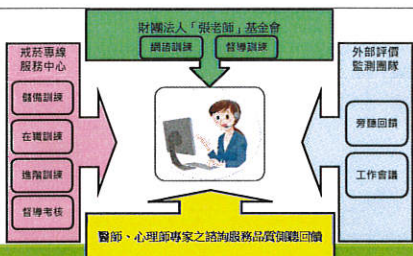 財團法人「張老師」基金會
網諮訓練
督導訓練
戒菸專線
服務中心
儲備訓練
在職訓練
進階訓練
督導考核
外部評價
監測團隊
旁聽回饋
工作會議
醫師、心理師專家之諮詢服務品質側聽回饋